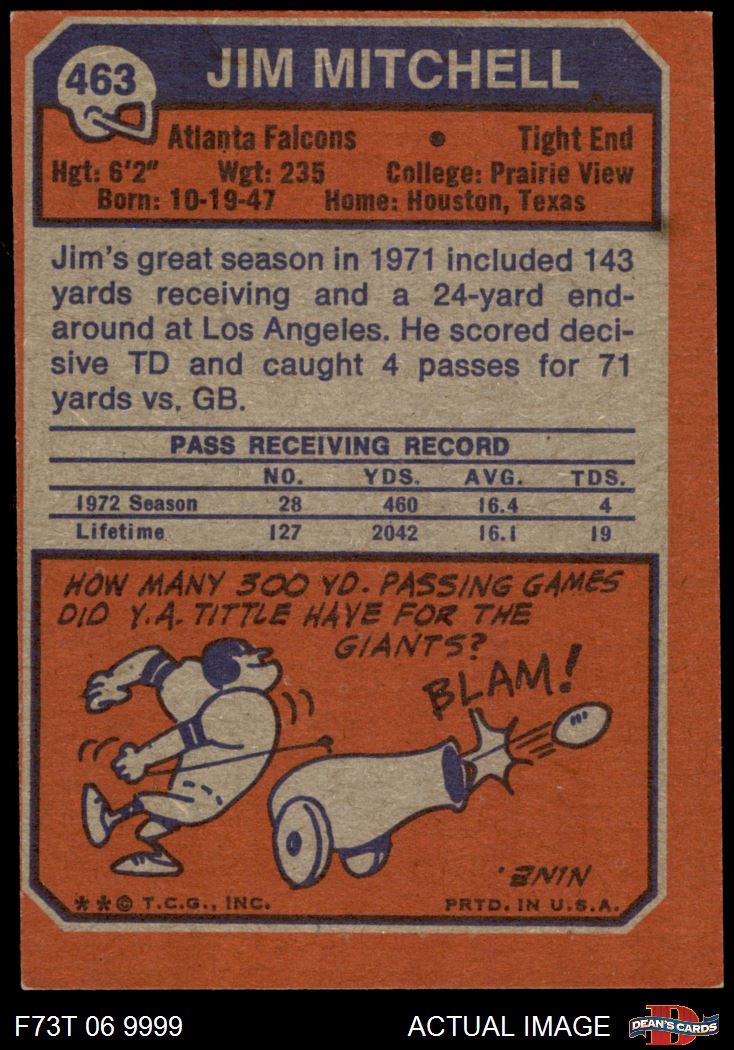 463
JIM MITCHELL
Atlanta Falcons • Tight End
Hgt: 6'2" Wgt: 235 College: Prairie View
Born: 10-19-47 Home: Houston, Texas
Jim's great season in 1971 included 143
yards receiving and a 24-yard end-
around at Los Angeles. He scored deci-
sive TD and caught 4 passes for 71
yards vs. GB.
PASS RECEIVING RECORD
NO. YDS. AVG. TDS.
1972 Season 28 460 16.4 4
Lifetime 127 2042 16.1 19
HOW MANY 300 YD. PASSING GAMES
DID Y.A. TITTLE HAVE FOR THE
GIANTS?
BLAM!
NINE.
**© T.C.G., INC. PRTD. IN U.S.A.
F73T 06 9999 ACTUAL IMAGE
D
DEAN'S CARDS